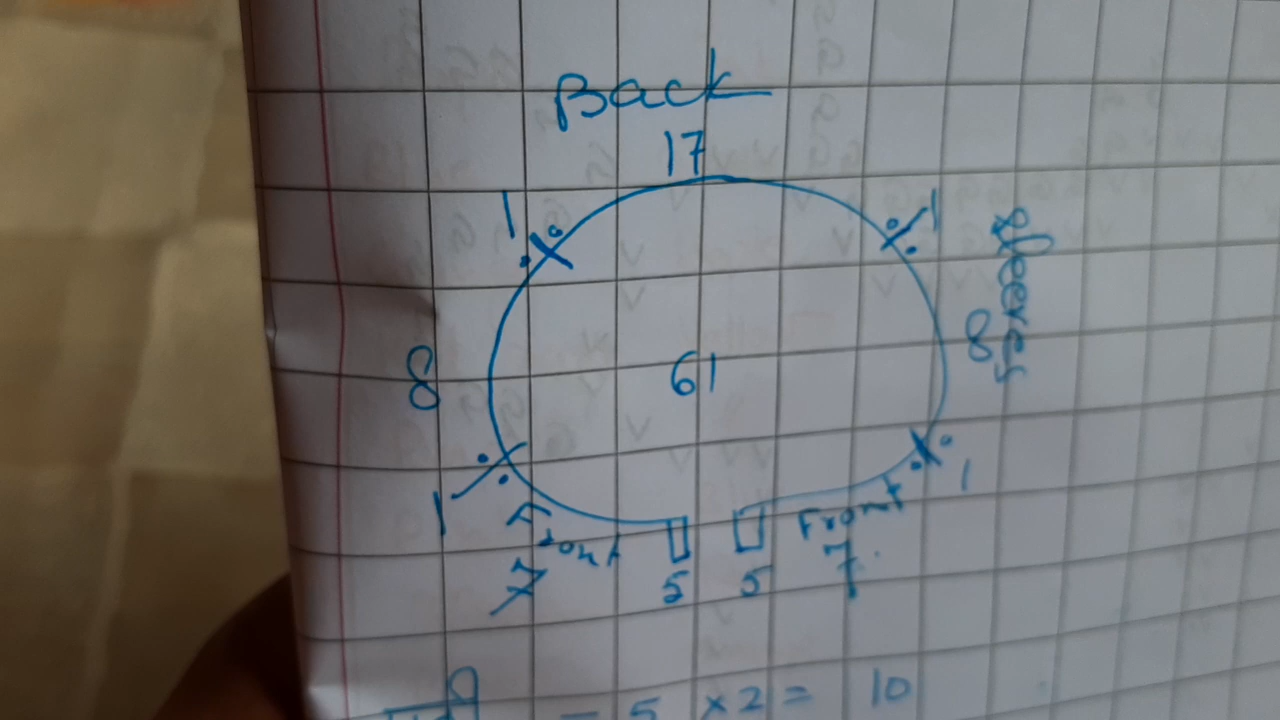 Back
17
1 1
8 61 8 sleeves
1 1
Front Front
7 5 5 7
= 5 × 2 = 10